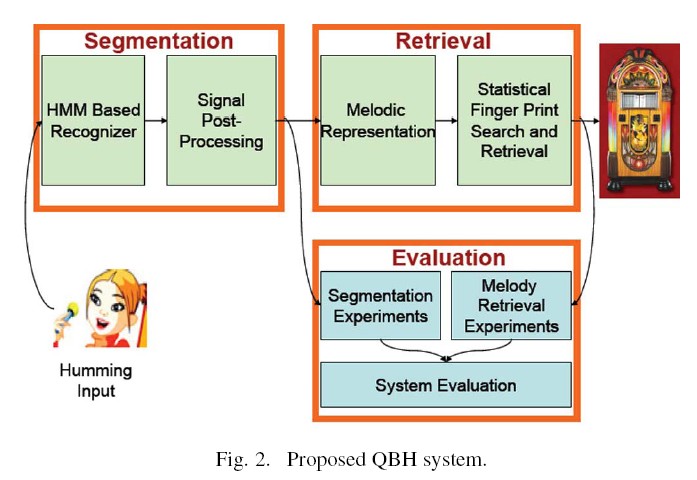 Segmentation
HMM Based
Recognizer
Signal
Post-
Processing
Retrieval
Melodic
Representation
Statistical
Finger Print
Search and
Retrieval
Humming
Input
Evaluation
Segmentation
Experiments
Melody
Retrieval
Experiments
System Evaluation
Fig. 2. Proposed QBH system.